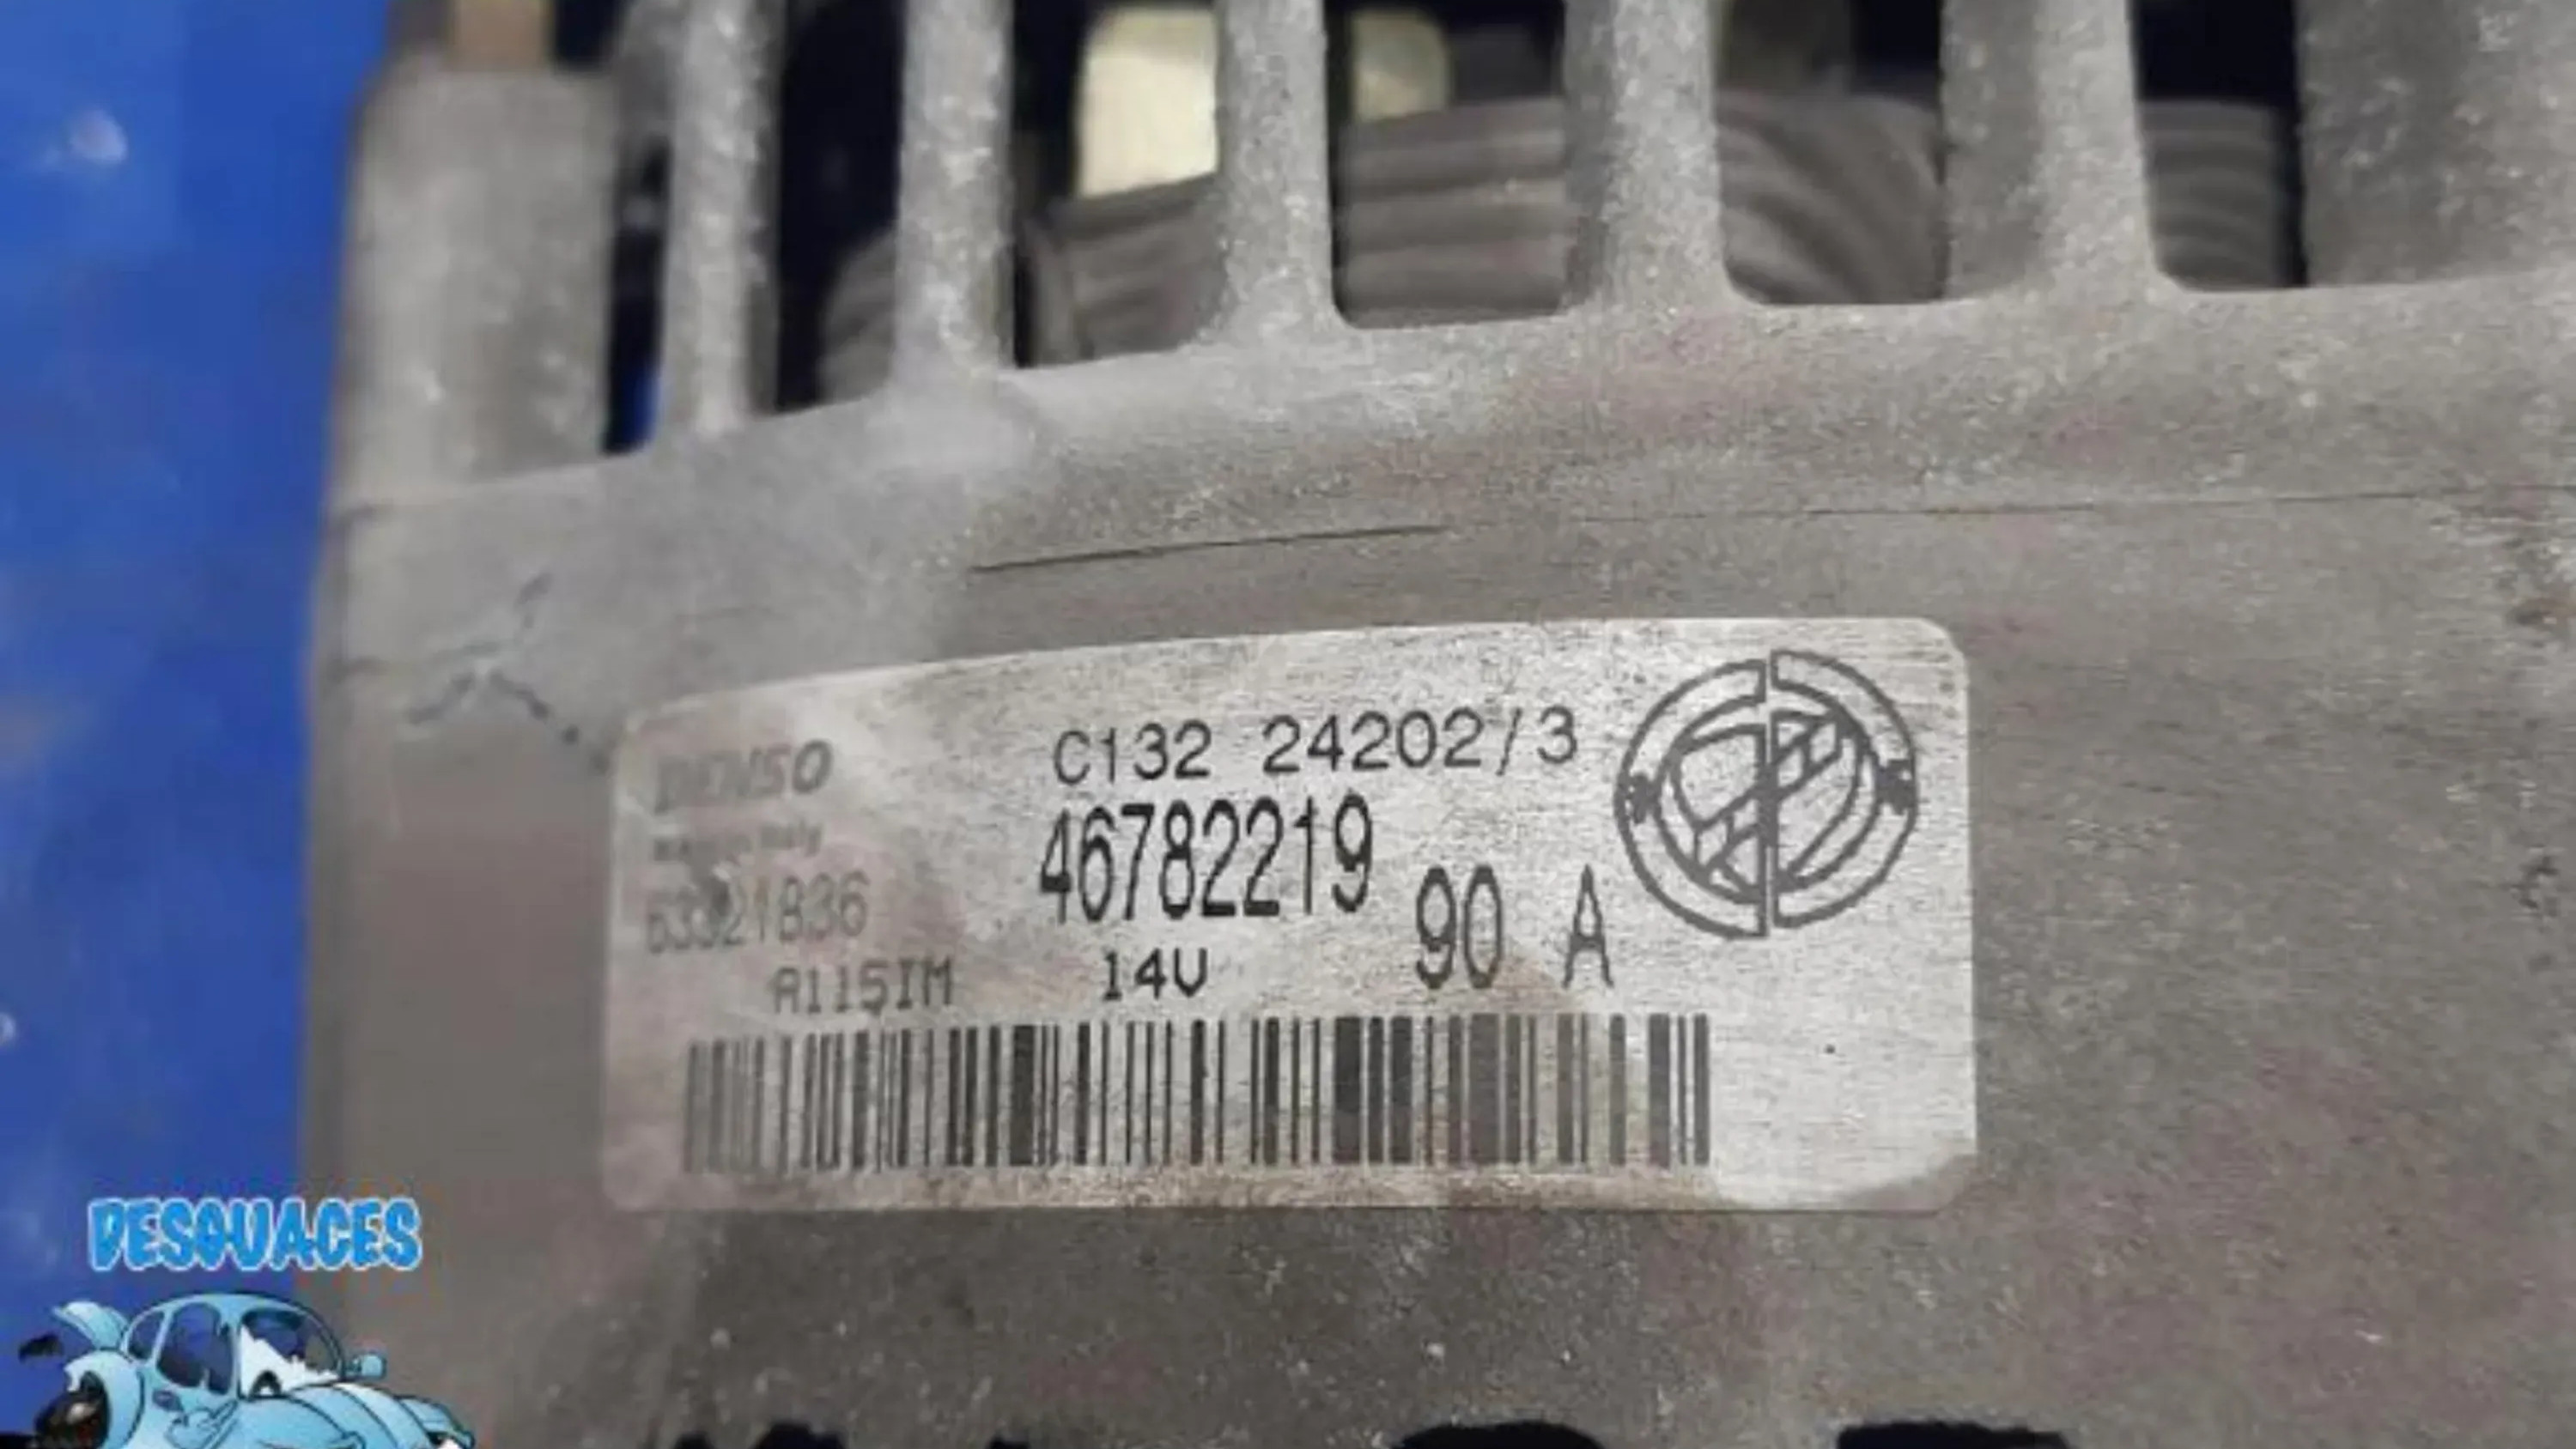 DENSO
C132 24202/3
46782219
63321836
90 A
A115IM
14V
DESGUACES